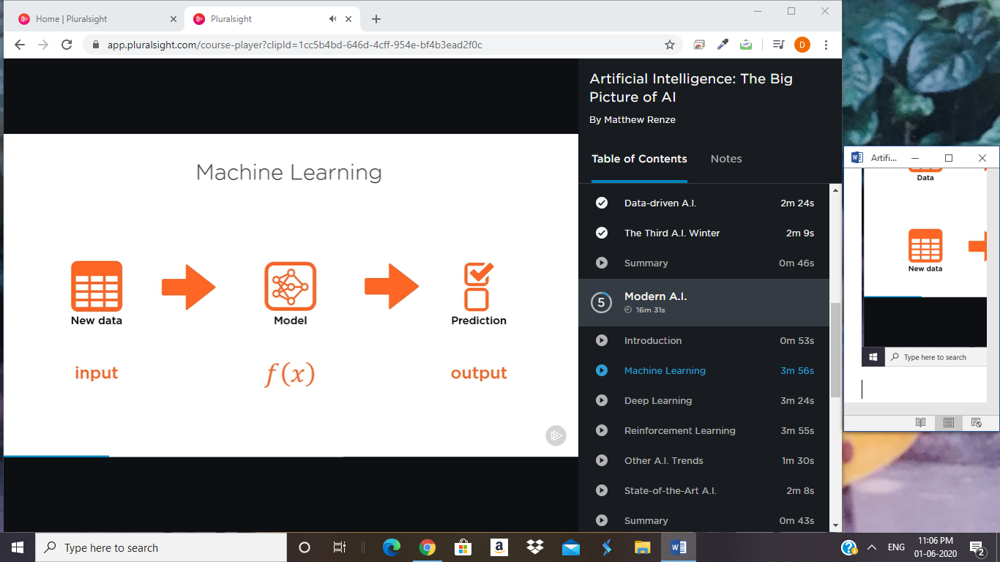 Home | Pluralsight
Pluralsight
app.pluralsight.com/course-player?clipId=1cc5b4bd-646d-4cff-954e-bf4b3ead2f0c
D
Machine Learning
New data
Model
Prediction
input
f(x)
output
Artificial Intelligence: The Big
Picture of AI
By Matthew Renze
Table of Contents
Notes
Data-driven A.I. 2m 24s
The Third A.I. Winter 2m 9s
Summary 0m 46s
5
Modern A.I.
16m 31s
Introduction 0m 53s
Machine Learning 3m 56s
Deep Learning 3m 24s
Reinforcement Learning 3m 55s
Other A.I. Trends 1m 30s
State-of-the-Art A.I. 2m 8s
Summary 0m 43s
Artifi...
Data
New data
Type here to search
Type here to search
ENG
11:06 PM
01-06-2020
2